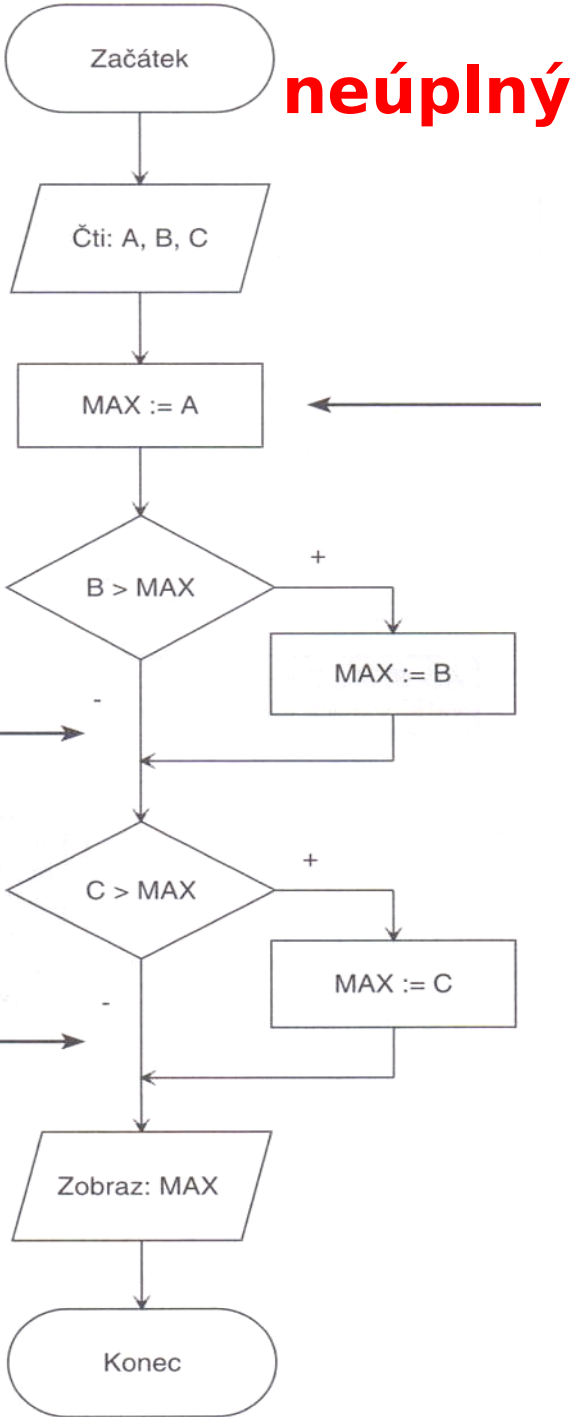 Začátek
neúplný
Čti: A, B, C
MAX := A
B > MAX
+
MAX := B
-
C > MAX
+
MAX := C
-
Zobraz: MAX
Konec